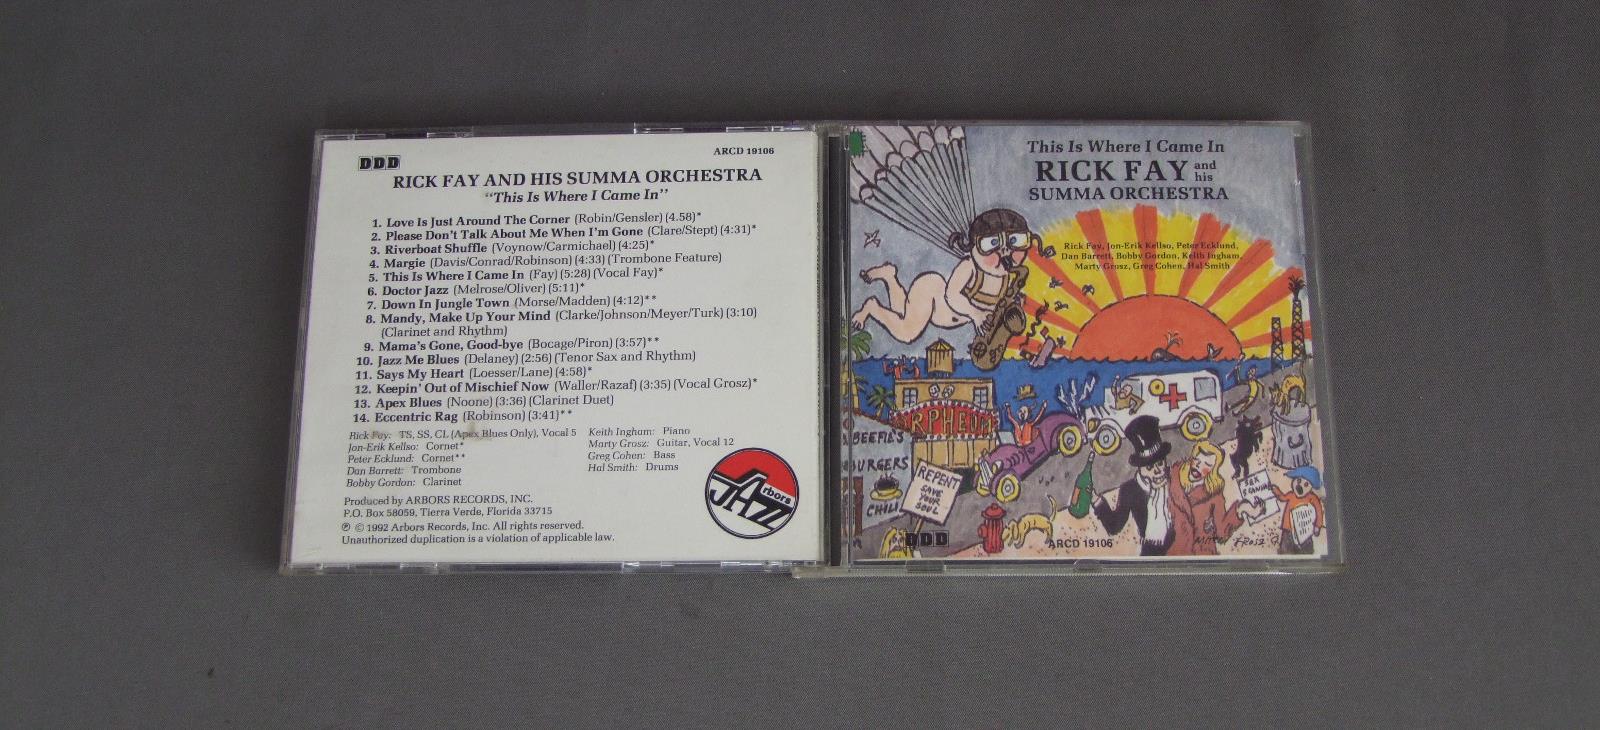 DDD
ARCD 19106
RICK FAY AND HIS SUMMA ORCHESTRA
"This Is Where I Came In"
1. Love Is Just Around The Corner (Robin/Gensler) (4.58)*
2. Please Don't Talk About Me When I'm Gone (Clare/Stept) (4:31)*
3. Riverboat Shuffle (Voynow/Carmichael) (4:25)*
4. Margie (Davis/Conrad/Robinson) (4:33) (Trombone Feature)
5. This Is Where I Came In (Fay) (5:28) (Vocal Fay)*
6. Doctor Jazz (Melrose/Oliver) (5:11)*
7. Down In Jungle Town (Morse/Madden) (4:12)**
8. Mandy, Make Up Your Mind (Clarke/Johnson/Meyer/Turk) (3:10)
(Clarinet and Rhythm)
9. Mama's Gone, Good-bye (Bocage/Piron) (3:57)**
10. Jazz Me Blues (Delaney) (2:56) (Tenor Sax and Rhythm)
11. Says My Heart (Loesser/Lane) (4:58)*
12. Keepin' Out of Mischief Now (Waller/Razaf) (3:35) (Vocal Grosz)*
13. Apex Blues (Noone) (3:36) (Clarinet Duet)
14. Eccentric Rag (Robinson) (3:41)**
Rick Fay: TS, SS, CL (Apex Blues Only), Vocal 5
Jon-Erik Kellso: Cornet*
Peter Ecklund: Cornet**
Dan Barrett: Trombone
Bobby Gordon: Clarinet
Keith Ingham: Piano
Marty Grosz: Guitar, Vocal 12
Greg Cohen: Bass
Hal Smith: Drums
Produced by ARBORS RECORDS, INC.
P.O. Box 58059, Tierra Verde, Florida 33715
℗ © 1992 Arbors Records, Inc. All rights reserved.
Unauthorized duplication is a violation of applicable law.
Arbors
JAZZ
This Is Where I Came In
RICK FAY and his
SUMMA ORCHESTRA
Rick Fay, Jon-Erik Kellso, Peter Ecklund,
Dan Barrett, Bobby Gordon, Keith Ingham,
Marty Grosz, Greg Cohen, Hal Smith
ORPHEUM
BEEFIE'S
BURGERS
CHILI
REPENT
SAVE
YOUR
SOUL
DDD
ARCD 19106